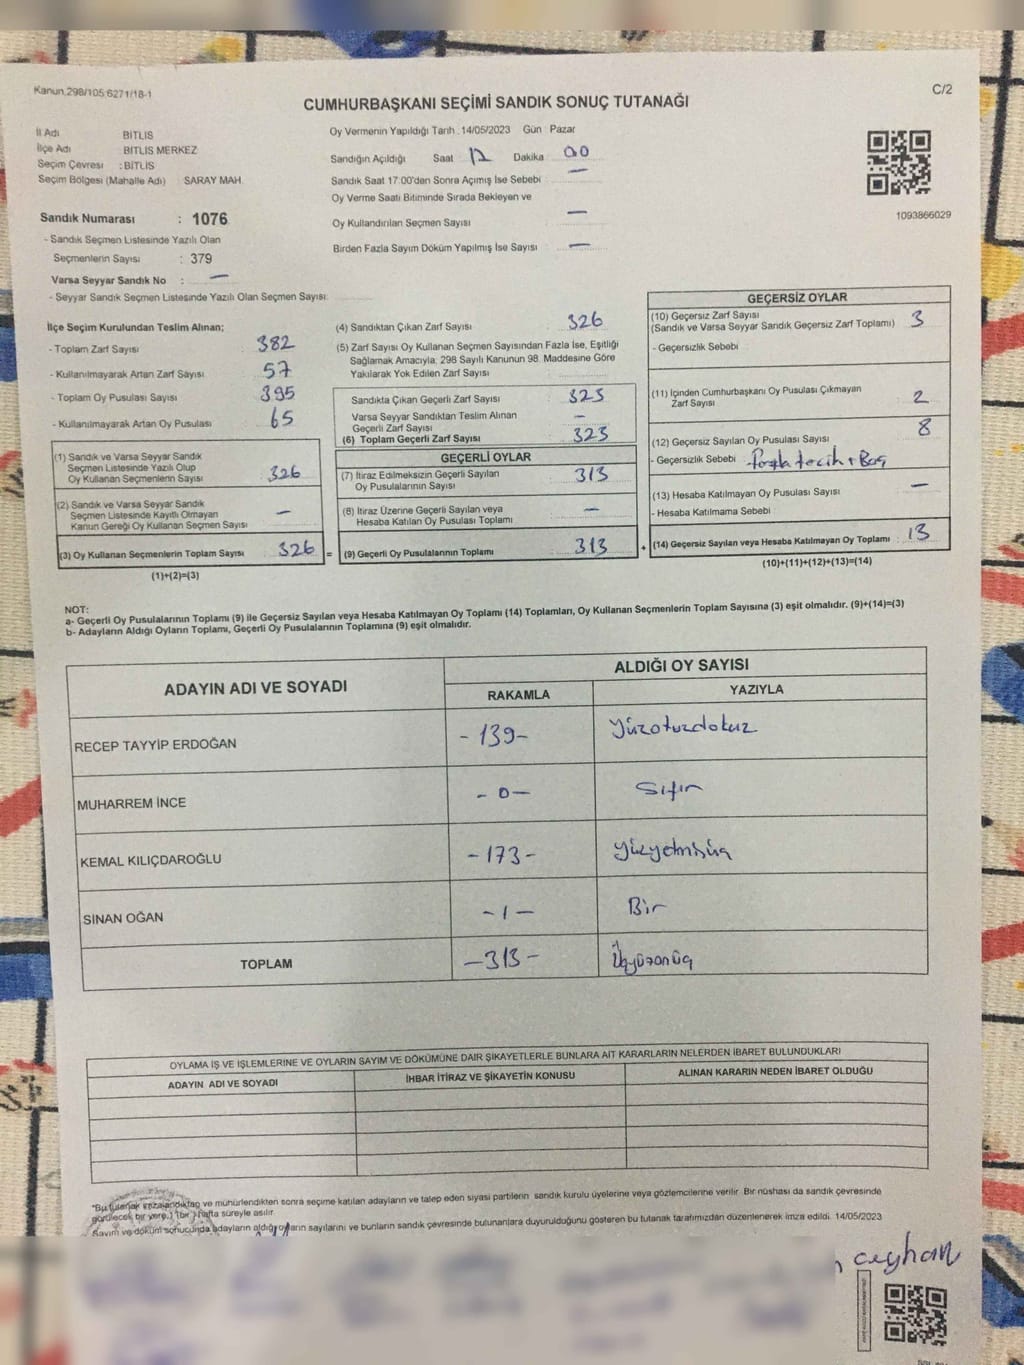 Kanun.298/105;6271/18-1
C/2
CUMHURBAŞKANI SEÇİMİ SANDIK SONUÇ TUTANAĞI
İl Adı BİTLİS
İlçe Adı BITLIS MERKEZ
Seçim Çevresi : BİTLİS
Seçim Bölgesi (Mahalle Adı) SARAY MAH.
Oy Vermenin Yapıldığı Tarih : 14/05/2023 Gün Pazar
Sandığın Açıldığı Saat 17 Dakika 00
Sandık Saat 17:00'den Sonra Açımış İse Sebebi : —
Oy Verme Saati Bitiminde Sırada Bekleyen ve
Oy Kullandırılan Seçmen Sayısı —
Birden Fazla Sayım Döküm Yapılmış İse Sayısı —
1093866029
Sandık Numarası : 1076
- Sandık Seçmen Listesinde Yazılı Olan
Seçmenlerin Sayısı : 379
Varsa Seyyar Sandık No : —
- Seyyar Sandık Seçmen Listesinde Yazılı Olan Seçmen Sayısı:
İlçe Seçim Kurulundan Teslim Alınan;
- Toplam Zarf Sayısı 382
- Kullanılmayarak Artan Zarf Sayısı 57
- Toplam Oy Pusulası Sayısı 395
- Kullanılmayarak Artan Oy Pusulası 65
(1) Sandık ve Varsa Seyyar Sandık
Seçmen Listesinde Yazılı Olup
Oy Kullanan Seçmenlerin Sayısı 326
(2) Sandık ve Varsa Seyyar Sandık
Seçmen Listesinde Kayıtlı Olmayan
Kanun Gereği Oy Kullanan Seçmen Sayısı —
(3) Oy Kullanan Seçmenlerin Toplam Sayısı 326 =
(1)+(2)=(3)
(4) Sandıktan Çıkan Zarf Sayısı 326
(5) Zarf Sayısı Oy Kullanan Seçmen Sayısından Fazla İse, Eşitliği
Sağlamak Amacıyla; 298 Sayılı Kanunun 98. Maddesine Göre
Yakılarak Yok Edilen Zarf Sayısı
Sandıkta Çıkan Geçerli Zarf Sayısı 323
Varsa Seyyar Sandıktan Teslim Alınan
Geçerli Zarf Sayısı —
(6) Toplam Geçerli Zarf Sayısı 323
GEÇERLİ OYLAR
(7) İtiraz Edilmeksizin Geçerli Sayılan
Oy Pusulalarının Sayısı 313
(8) İtiraz Üzerine Geçerli Sayılan veya
Hesaba Katılan Oy Pusulası Toplamı —
(9) Geçerli Oy Pusulalarının Toplamı 313 +
GEÇERSİZ OYLAR
(10) Geçersiz Zarf Sayısı 3
(Sandık ve Varsa Seyyar Sandık Geçersiz Zarf Toplamı)
- Geçersizlik Sebebi
(11) İçinden Cumhurbaşkanı Oy Pusulası Çıkmayan
Zarf Sayısı 2
(12) Geçersiz Sayılan Oy Pusulası Sayısı 8
- Geçersizlik Sebebi Fazla tecih + Boş
(13) Hesaba Katılmayan Oy Pusulası Sayısı —
- Hesaba Katılmama Sebebi
(14) Geçersiz Sayılan veya Hesaba Katılmayan Oy Toplamı : 13
(10)+(11)+(12)+(13)=(14)
NOT:
a- Geçerli Oy Pusulalarının Toplamı (9) ile Geçersiz Sayılan veya Hesaba Katılmayan Oy Toplamı (14) Toplamları, Oy Kullanan Seçmenlerin Toplam Sayısına (3) eşit olmalıdır. (9)+(14)=(3)
b- Adayların Aldığı Oyların Toplamı, Geçerli Oy Pusulalarının Toplamına (9) eşit olmalıdır.
ADAYIN ADI VE SOYADI
ALDIĞI OY SAYISI
RAKAMLA YAZIYLA
RECEP TAYYİP ERDOĞAN - 139 - Yüzotuzdokuz
MUHARREM İNCE - 0 - Sıfır
KEMAL KILIÇDAROĞLU - 173 - Yüzyetmişüç
SİNAN OĞAN - 1 - Bir
TOPLAM - 313 - Üçyüzonüç
OYLAMA İŞ VE İŞLEMLERİNE VE OYLARIN SAYIM VE DÖKÜMÜNE DAİR ŞİKAYETLERLE BUNLARA AİT KARARLARIN NELERDEN İBARET BULUNDUKLARI
ADAYIN ADI VE SOYADI İHBAR İTİRAZ VE ŞİKAYETİN KONUSU ALINAN KARARIN NEDEN İBARET OLDUĞU
"Bu tutanak imzalandıktan ve mühürlendikten sonra seçime katılan adayların ve talep eden siyasi partilerin sandık kurulu üyelerine veya gözlemcilerine verilir. Bir nüshası da sandık çevresinde
görülecek bir yere,) (bir ) hafta süreyle asılır.
Sayım ve döküm sonucunda adayların aldığı oyların sayılarını ve bunların sandık çevresinde bulunanlara duyurulduğunu gösteren bu tutanak tarafımızdan düzenlenerek imza edildi. 14/05/2023
ceyhan